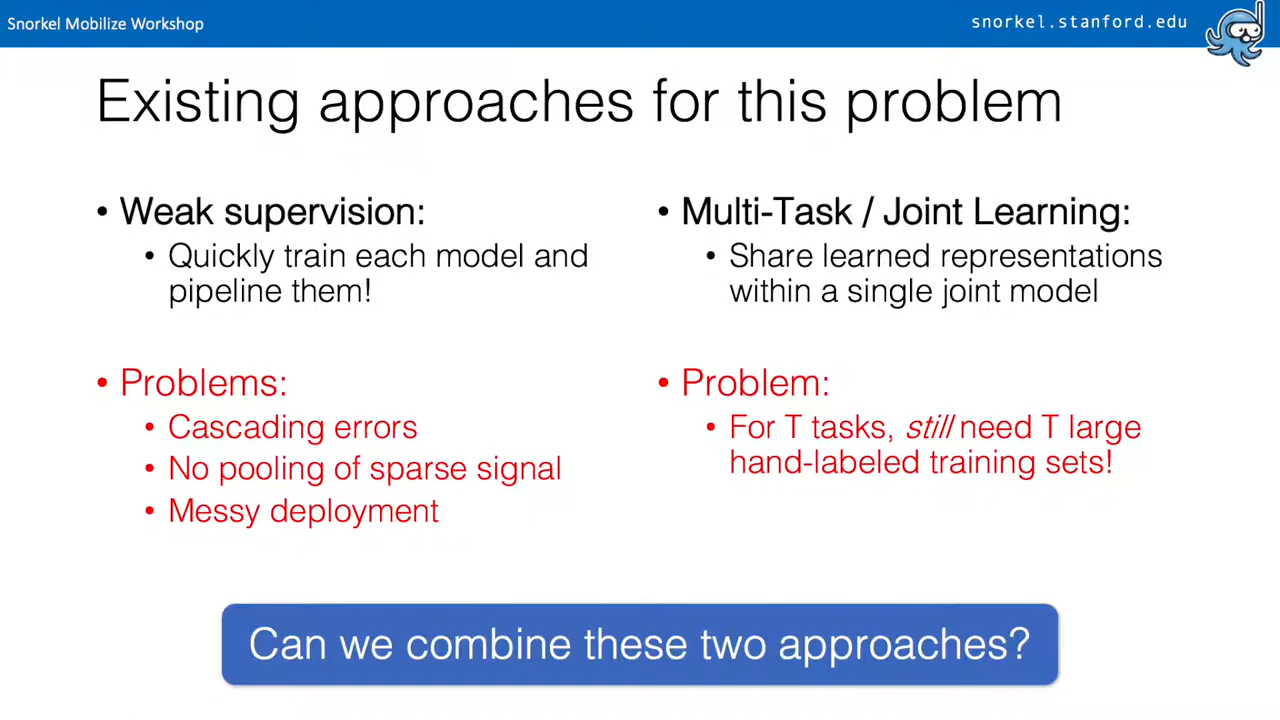 Snorkel Mobilize Workshop
snorkel.stanford.edu
Existing approaches for this problem
• Weak supervision:
• Quickly train each model and
pipeline them!
• Problems:
• Cascading errors
• No pooling of sparse signal
• Messy deployment
• Multi-Task / Joint Learning:
• Share learned representations
within a single joint model
• Problem:
• For T tasks, still need T large
hand-labeled training sets!
Can we combine these two approaches?